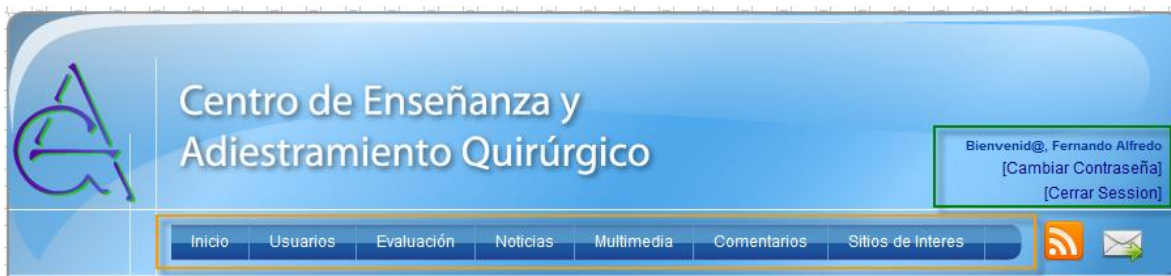 Centro de Enseñanza y
Adiestramiento Quirúrgico
Bienvenid@, Fernando Alfredo
[Cambiar Contraseña]
[Cerrar Session]
Inicio Usuarios Evaluación Noticias Multimedia Comentarios Sitios de Interes